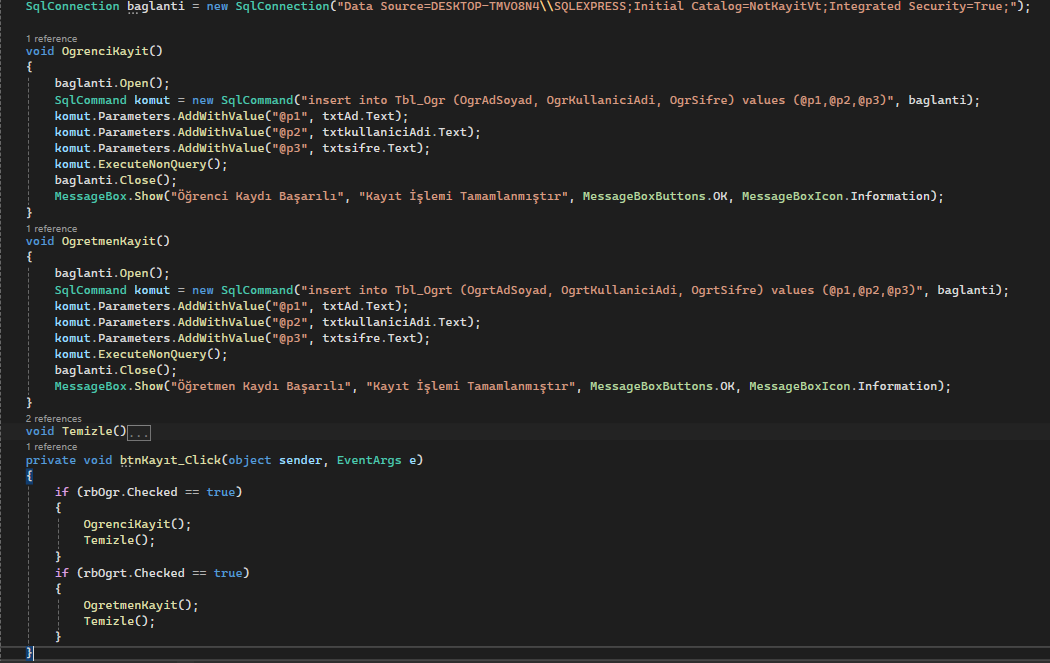 SqlConnection baglanti = new SqlConnection("Data Source=DESKTOP-TMVO8N4\\SQLEXPRESS;Initial Catalog=NotKayitVt;Integrated Security=True;");
1 reference
void OgrenciKayit()
{
baglanti.Open();
SqlCommand komut = new SqlCommand("insert into Tbl_Ogr (OgrAdSoyad, OgrKullaniciAdi, OgrSifre) values (@p1,@p2,@p3)", baglanti);
komut.Parameters.AddWithValue("@p1", txtAd.Text);
komut.Parameters.AddWithValue("@p2", txtkullaniciAdi.Text);
komut.Parameters.AddWithValue("@p3", txtsifre.Text);
komut.ExecuteNonQuery();
baglanti.Close();
MessageBox.Show("Öğrenci Kaydı Başarılı", "Kayıt İşlemi Tamamlanmıştır", MessageBoxButtons.OK, MessageBoxIcon.Information);
}
1 reference
void OgretmenKayit()
{
baglanti.Open();
SqlCommand komut = new SqlCommand("insert into Tbl_Ogrt (OgrtAdSoyad, OgrtKullaniciAdi, OgrtSifre) values (@p1,@p2,@p3)", baglanti);
komut.Parameters.AddWithValue("@p1", txtAd.Text);
komut.Parameters.AddWithValue("@p2", txtkullaniciAdi.Text);
komut.Parameters.AddWithValue("@p3", txtsifre.Text);
komut.ExecuteNonQuery();
baglanti.Close();
MessageBox.Show("Öğretmen Kaydı Başarılı", "Kayıt İşlemi Tamamlanmıştır", MessageBoxButtons.OK, MessageBoxIcon.Information);
}
2 references
void Temizle()...
1 reference
private void btnKayıt_Click(object sender, EventArgs e)
{
if (rbOgr.Checked == true)
{
OgrenciKayit();
Temizle();
}
if (rbOgrt.Checked == true)
{
OgretmenKayit();
Temizle();
}
}